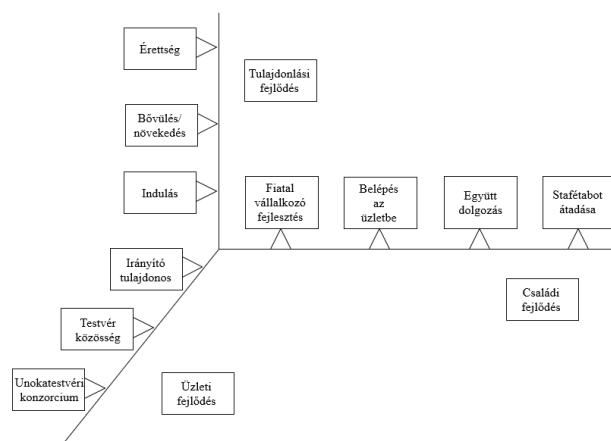 Érettség
Tulajdonlási
fejlődés
Bővülés/
növekedés
Indulás
Fiatal
vállalkozó
fejlesztés
Belépés
az
üzletbe
Együtt
dolgozás
Stafétabot
átadása
Irányító
tulajdonos
Családi
fejlődés
Testvér
közösség
Unokatestvéri
konzorcium
Üzleti
fejlődés